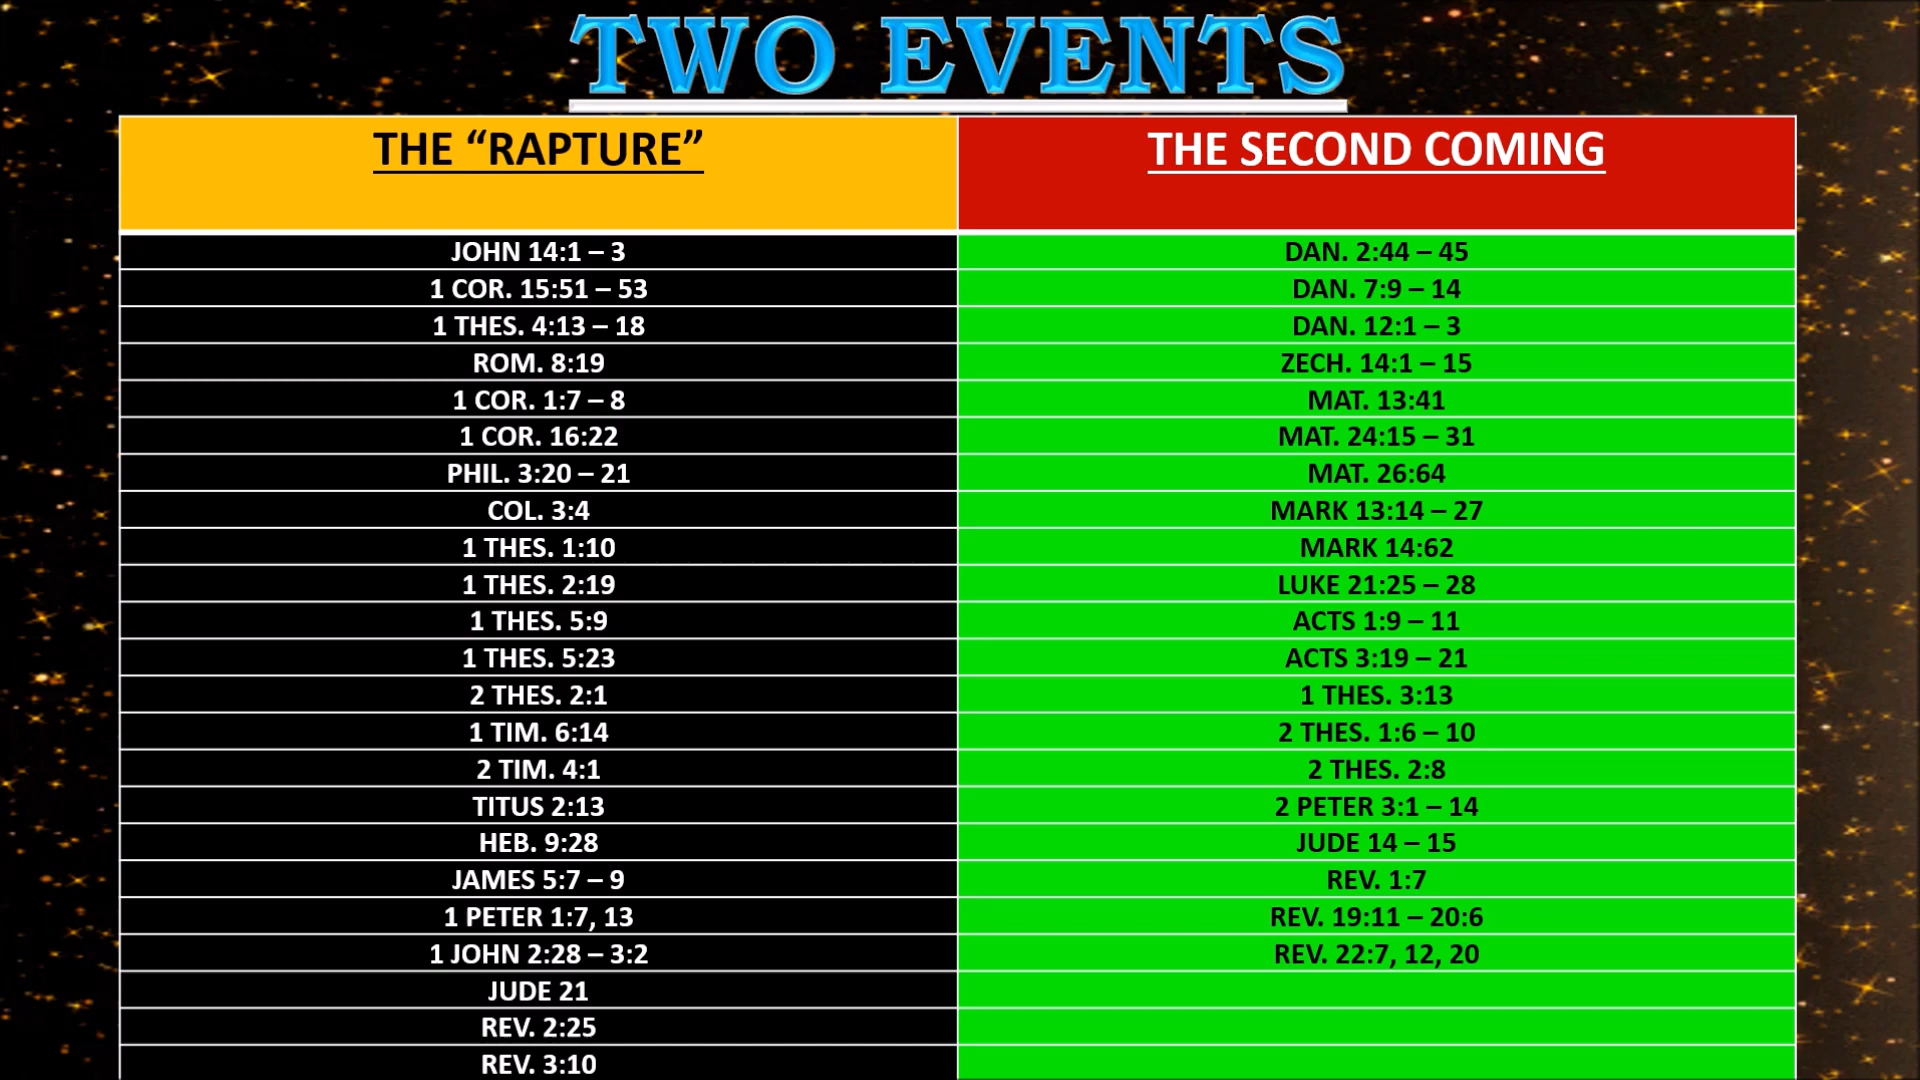 TWO EVENTS
THE “RAPTURE” THE SECOND COMING
JOHN 14:1 – 3 DAN. 2:44 – 45
1 COR. 15:51 – 53 DAN. 7:9 – 14
1 THES. 4:13 – 18 DAN. 12:1 – 3
ROM. 8:19 ZECH. 14:1 – 15
1 COR. 1:7 – 8 MAT. 13:41
1 COR. 16:22 MAT. 24:15 – 31
PHIL. 3:20 – 21 MAT. 26:64
COL. 3:4 MARK 13:14 – 27
1 THES. 1:10 MARK 14:62
1 THES. 2:19 LUKE 21:25 – 28
1 THES. 5:9 ACTS 1:9 – 11
1 THES. 5:23 ACTS 3:19 – 21
2 THES. 2:1 1 THES. 3:13
1 TIM. 6:14 2 THES. 1:6 – 10
2 TIM. 4:1 2 THES. 2:8
TITUS 2:13 2 PETER 3:1 – 14
HEB. 9:28 JUDE 14 – 15
JAMES 5:7 – 9 REV. 1:7
1 PETER 1:7, 13 REV. 19:11 – 20:6
1 JOHN 2:28 – 3:2 REV. 22:7, 12, 20
JUDE 21
REV. 2:25
REV. 3:10